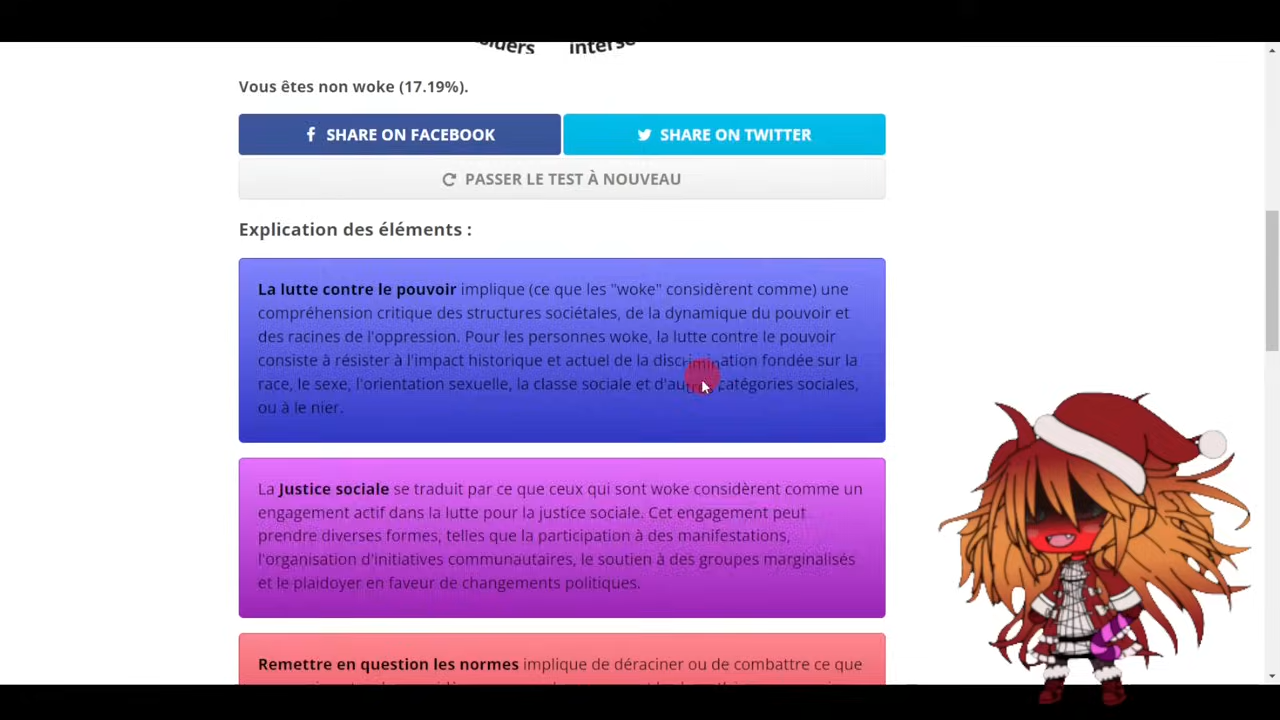 Vous êtes non woke (17.19%).
SHARE ON FACEBOOK
SHARE ON TWITTER
PASSER LE TEST À NOUVEAU
Explication des éléments :
La lutte contre le pouvoir implique (ce que les "woke" considèrent comme) une
compréhension critique des structures sociétales, de la dynamique du pouvoir et
des racines de l'oppression. Pour les personnes woke, la lutte contre le pouvoir
consiste à résister à l'impact historique et actuel de la discrimination fondée sur la
race, le sexe, l'orientation sexuelle, la classe sociale et d'autres catégories sociales,
ou à le nier.
La Justice sociale se traduit par ce que ceux qui sont woke considèrent comme un
engagement actif dans la lutte pour la justice sociale. Cet engagement peut
prendre diverses formes, telles que la participation à des manifestations,
l'organisation d'initiatives communautaires, le soutien à des groupes marginalisés
et le plaidoyer en faveur de changements politiques.
Remettre en question les normes implique de déraciner ou de combattre ce que